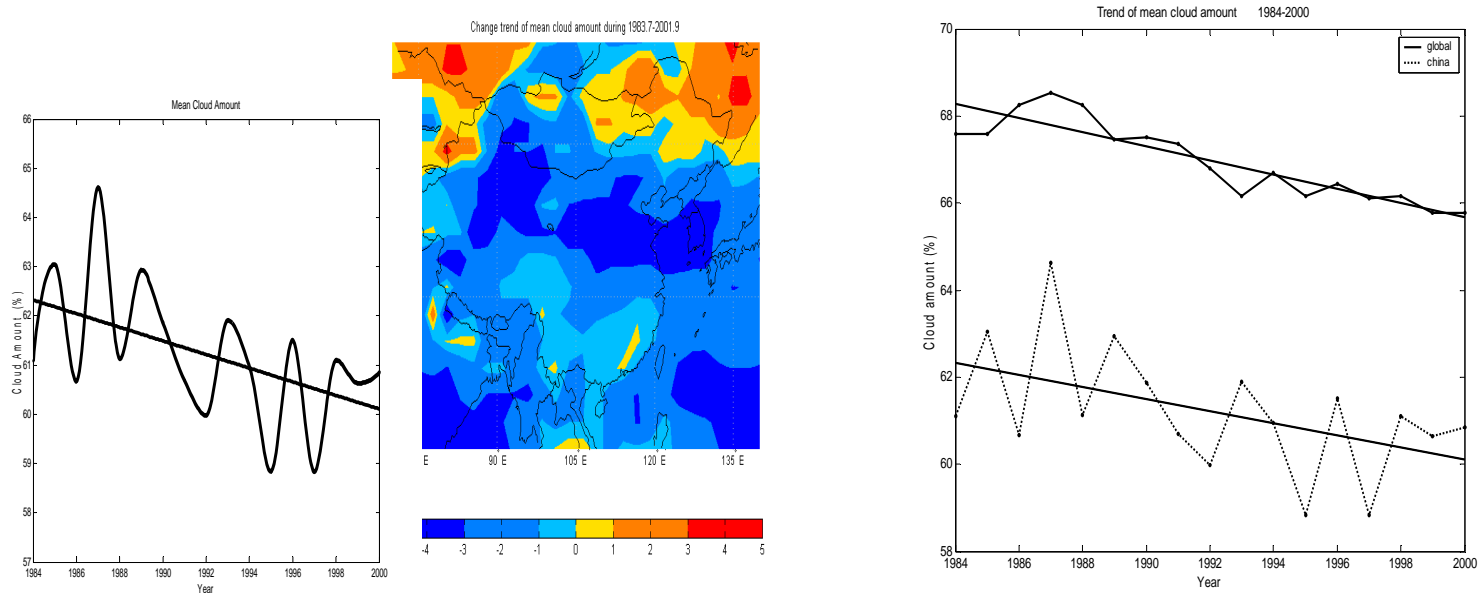 Mean Cloud Amount
66
65
64
63
62
61
60
59
58
57
Cloud Amount (%)
1984 1986 1988 1990 1992 1994 1996 1998 2000
Year
Change trend of mean cloud amount during 1983.7-2001.9
E 90 E 105 E 120 E 135 E
-4 -3 -2 -1 0 1 2 3 4 5
Trend of mean cloud amount 1984-2000
global
china
70
68
66
64
62
60
58
Cloud amount (%)
1984 1986 1988 1990 1992 1994 1996 1998 2000
Year